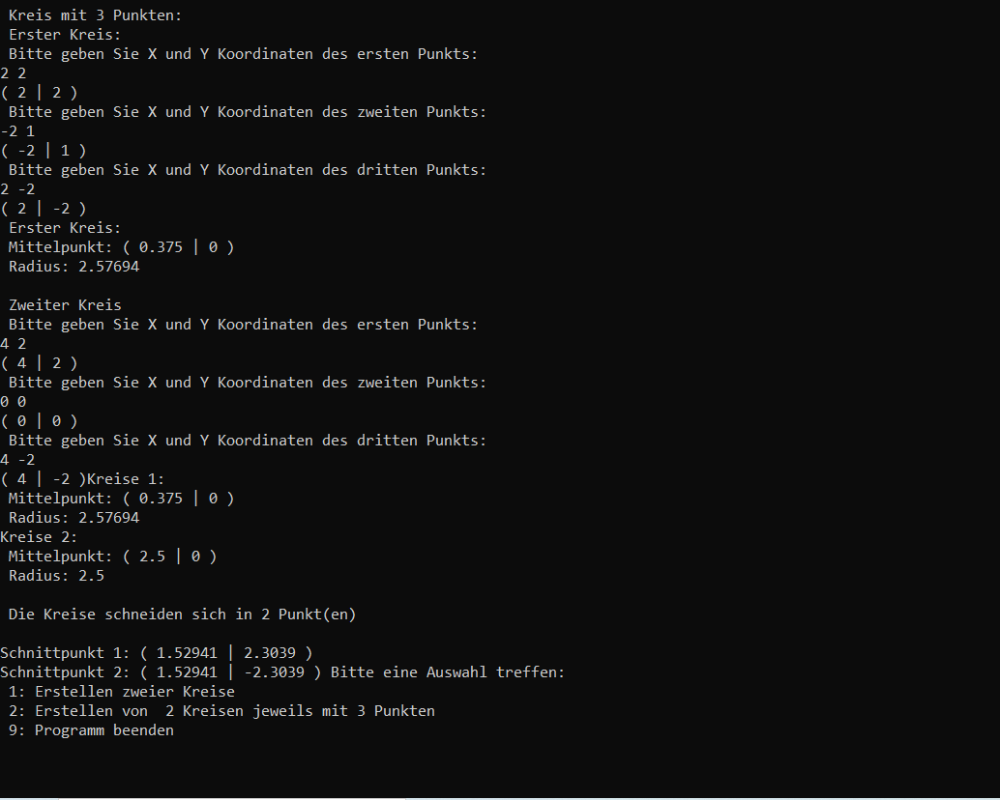 Kreis mit 3 Punkten:
Erster Kreis:
Bitte geben Sie X und Y Koordinaten des ersten Punkts:
2 2
( 2 | 2 )
Bitte geben Sie X und Y Koordinaten des zweiten Punkts:
-2 1
( -2 | 1 )
Bitte geben Sie X und Y Koordinaten des dritten Punkts:
2 -2
( 2 | -2 )
Erster Kreis:
Mittelpunkt: ( 0.375 | 0 )
Radius: 2.57694
Zweiter Kreis
Bitte geben Sie X und Y Koordinaten des ersten Punkts:
4 2
( 4 | 2 )
Bitte geben Sie X und Y Koordinaten des zweiten Punkts:
0 0
( 0 | 0 )
Bitte geben Sie X und Y Koordinaten des dritten Punkts:
4 -2
( 4 | -2 )Kreise 1:
Mittelpunkt: ( 0.375 | 0 )
Radius: 2.57694
Kreise 2:
Mittelpunkt: ( 2.5 | 0 )
Radius: 2.5
Die Kreise schneiden sich in 2 Punkt(en)
Schnittpunkt 1: ( 1.52941 | 2.3039 )
Schnittpunkt 2: ( 1.52941 | -2.3039 ) Bitte eine Auswahl treffen:
1: Erstellen zweier Kreise
2: Erstellen von  2 Kreisen jeweils mit 3 Punkten
9: Programm beenden